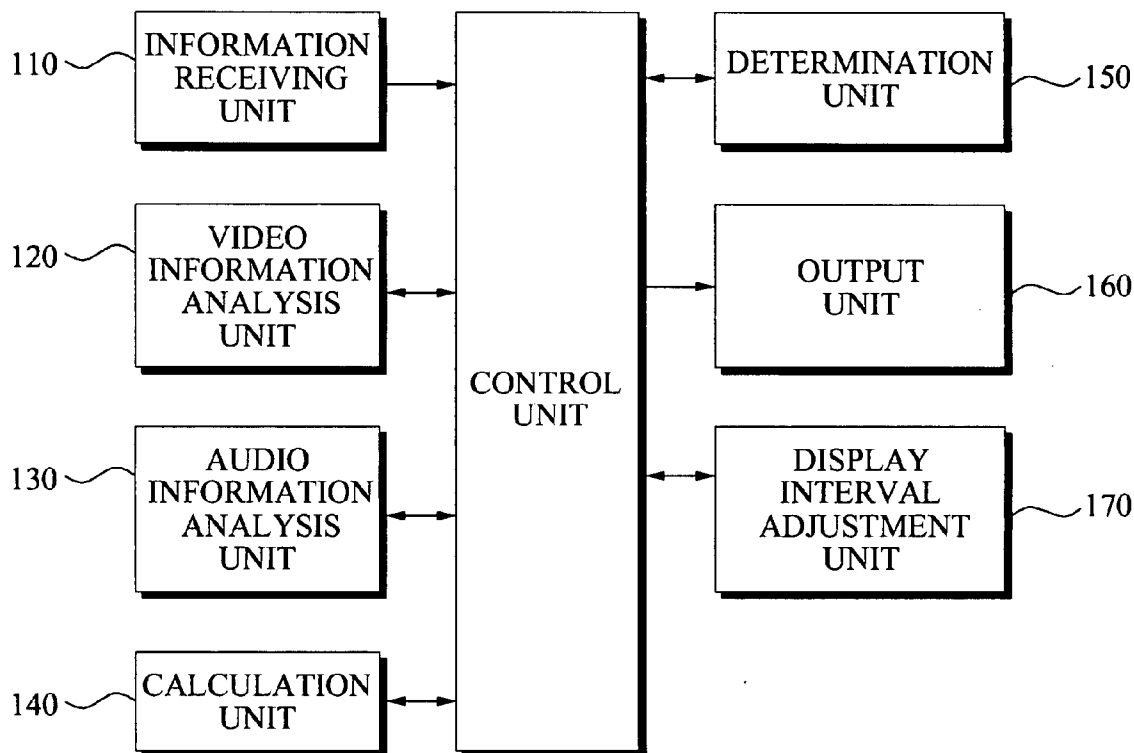 110
INFORMATION
RECEIVING
UNIT
120
VIDEO
INFORMATION
ANALYSIS
UNIT
130
AUDIO
INFORMATION
ANALYSIS
UNIT
140
CALCULATION
UNIT
CONTROL
UNIT
DETERMINATION
UNIT
150
OUTPUT
UNIT
160
DISPLAY
INTERVAL
ADJUSTMENT
UNIT
170